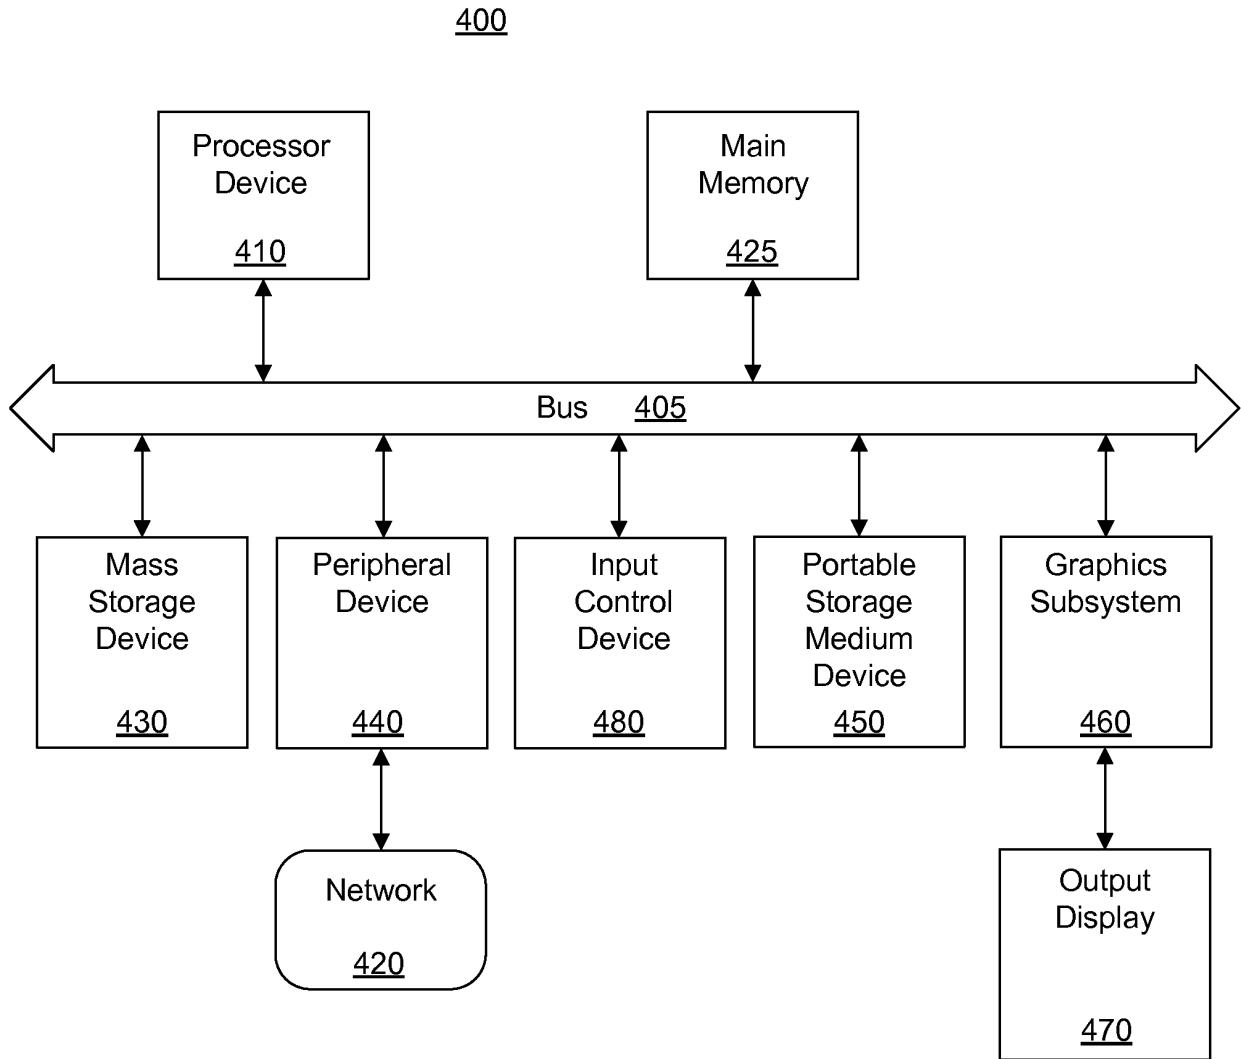 400
Processor
Device
410
Main
Memory
425
Bus 405
Mass
Storage
Device
430
Peripheral
Device
440
Input
Control
Device
480
Portable
Storage
Medium
Device
450
Graphics
Subsystem
460
Network
420
Output
Display
470